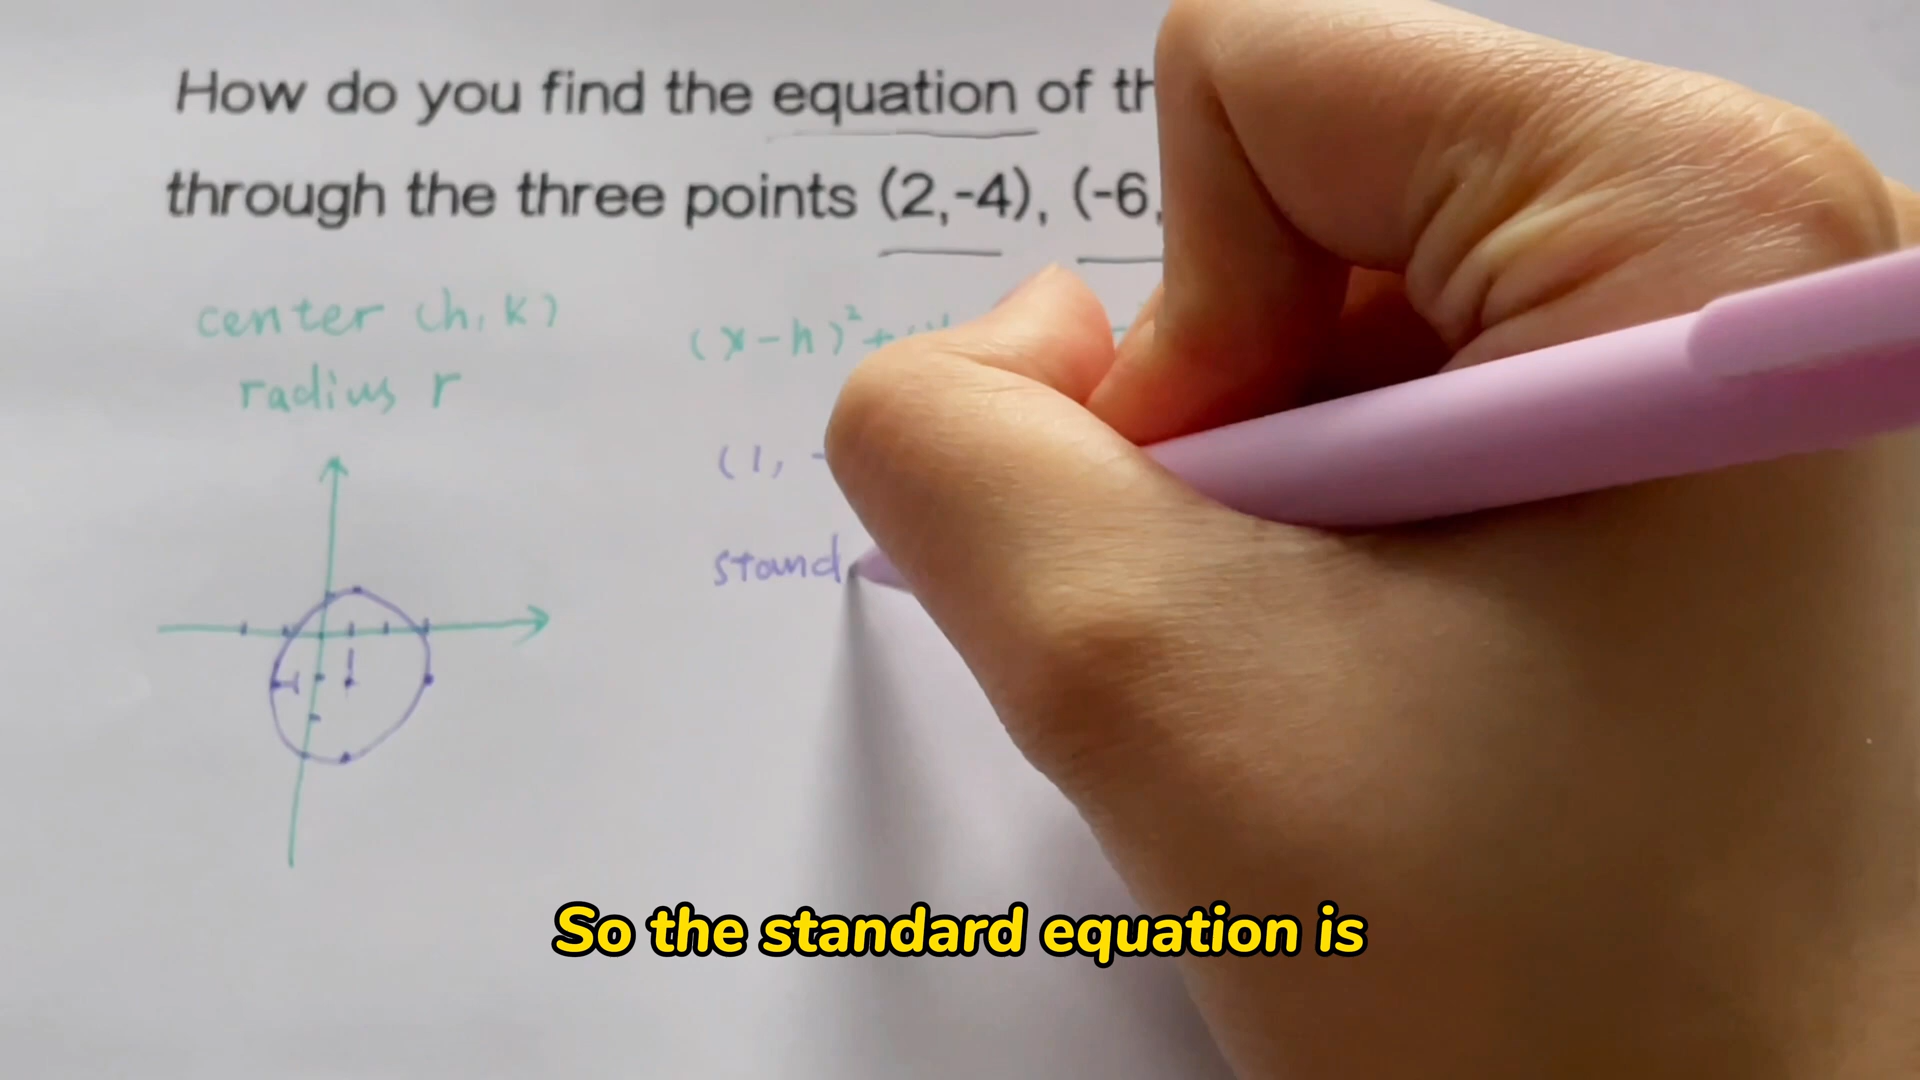 How do you find the equation of th
through the three points (2,-4), (-6,
center (h, k)
radius r
(x-h)²+
(1, -
stand
So the standard equation is